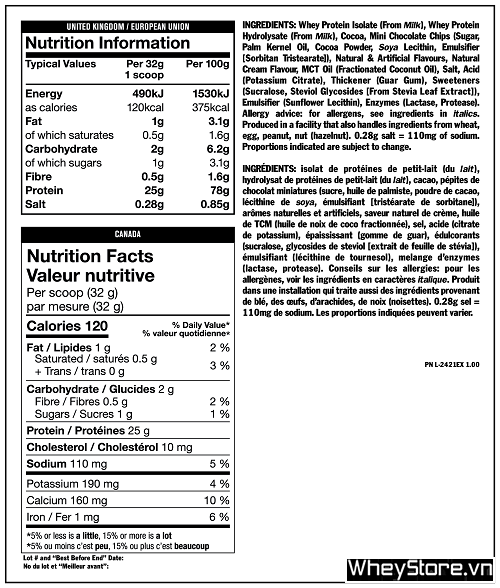 UNITED KINGDOM / EUROPEAN UNION
Nutrition Information
Typical Values Per 32g Per 100g
1 scoop
Energy 490kJ 1530kJ
as calories 120kcal 375kcal
Fat 1g 3.1g
of which saturates 0.5g 1.6g
Carbohydrate 2g 6.2g
of which sugars 1g 3.1g
Fibre 0.5g 1.6g
Protein 25g 78g
Salt 0.28g 0.85g
CANADA
Nutrition Facts
Valeur nutritive
Per scoop (32 g)
par mesure (32 g)
Calories 120 % Daily Value*
% valeur quotidienne*
Fat / Lipides 1 g 2 %
Saturated / saturés 0.5 g
+ Trans / trans 0 g 3 %
Carbohydrate / Glucides 2 g
Fibre / Fibres 0.5 g 2 %
Sugars / Sucres 1 g 1 %
Protein / Protéines 25 g
Cholesterol / Cholestérol 10 mg
Sodium 110 mg 5 %
Potassium 190 mg 4 %
Calcium 160 mg 10 %
Iron / Fer 1 mg 6 %
*5% or less is a little, 15% or more is a lot
*5% ou moins c'est peu, 15% ou plus c'est beaucoup
Lot # and "Best Before End" Date:
No du lot et "Meilleur avant":
INGREDIENTS: Whey Protein Isolate (From Milk), Whey Protein
Hydrolysate (From Milk), Cocoa, Mini Chocolate Chips (Sugar,
Palm Kernel Oil, Cocoa Powder, Soya Lecithin, Emulsifier
[Sorbitan Tristearate]), Natural & Artificial Flavours, Natural
Cream Flavour, MCT Oil (Fractionated Coconut Oil), Salt, Acid
(Potassium Citrate), Thickener (Guar Gum), Sweeteners
(Sucralose, Steviol Glycosides [From Stevia Leaf Extract]),
Emulsifier (Sunflower Lecithin), Enzymes (Lactase, Protease).
Allergy advice: for allergens, see ingredients in Italics.
Produced in a facility that also handles ingredients from wheat,
egg, peanut, nut (hazelnut). 0.28g salt = 110mg of sodium.
Proportions indicated are subject to change.
INGRÉDIENTS: isolat de protéines de petit-lait (du lait),
hydrolysat de protéines de petit-lait (du lait), cacao, pépites de
chocolat miniatures (sucre, huile de palmiste, poudre de cacao,
lécithine de soya, émulsifiant [tristéarate de sorbitane]),
arômes naturelles et artificiels, saveur naturel de crème, huile
de TCM (huile de noix de coco fractionnée), sel, acide (citrate
de potassium), épaississant (gomme de guar), édulcorants
(sucralose, glycosides de steviol [extrait de feuille de stévia]),
émulsifiant (lécithine de tournesol), melange d'enzymes
(lactase, protease). Conseils sur les allergies: pour les
allergènes, voir les ingrédients en caractères italique. Produit
dans une installation qui traite aussi des ingrédients provenant
de blé, des œufs, d'arachides, de noix (noisettes). 0.28g sel =
110mg de sodium. Les proportions indiquées peuvent varier.
PN L-2421EX 1.00
WheyStore.vn